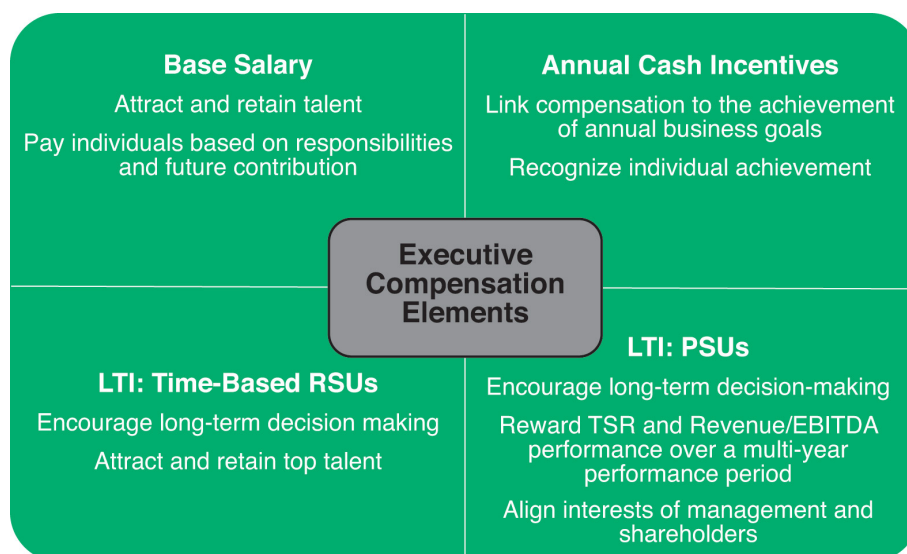 Base Salary
Attract and retain talent
Pay individuals based on responsibilities
and future contribution
Annual Cash Incentives
Link compensation to the achievement
of annual business goals
Recognize individual achievement
Executive
Compensation
Elements
LTI: Time-Based RSUs
Encourage long-term decision making
Attract and retain top talent
LTI: PSUs
Encourage long-term decision-making
Reward TSR and Revenue/EBITDA
performance over a multi-year
performance period
Align interests of management and
shareholders